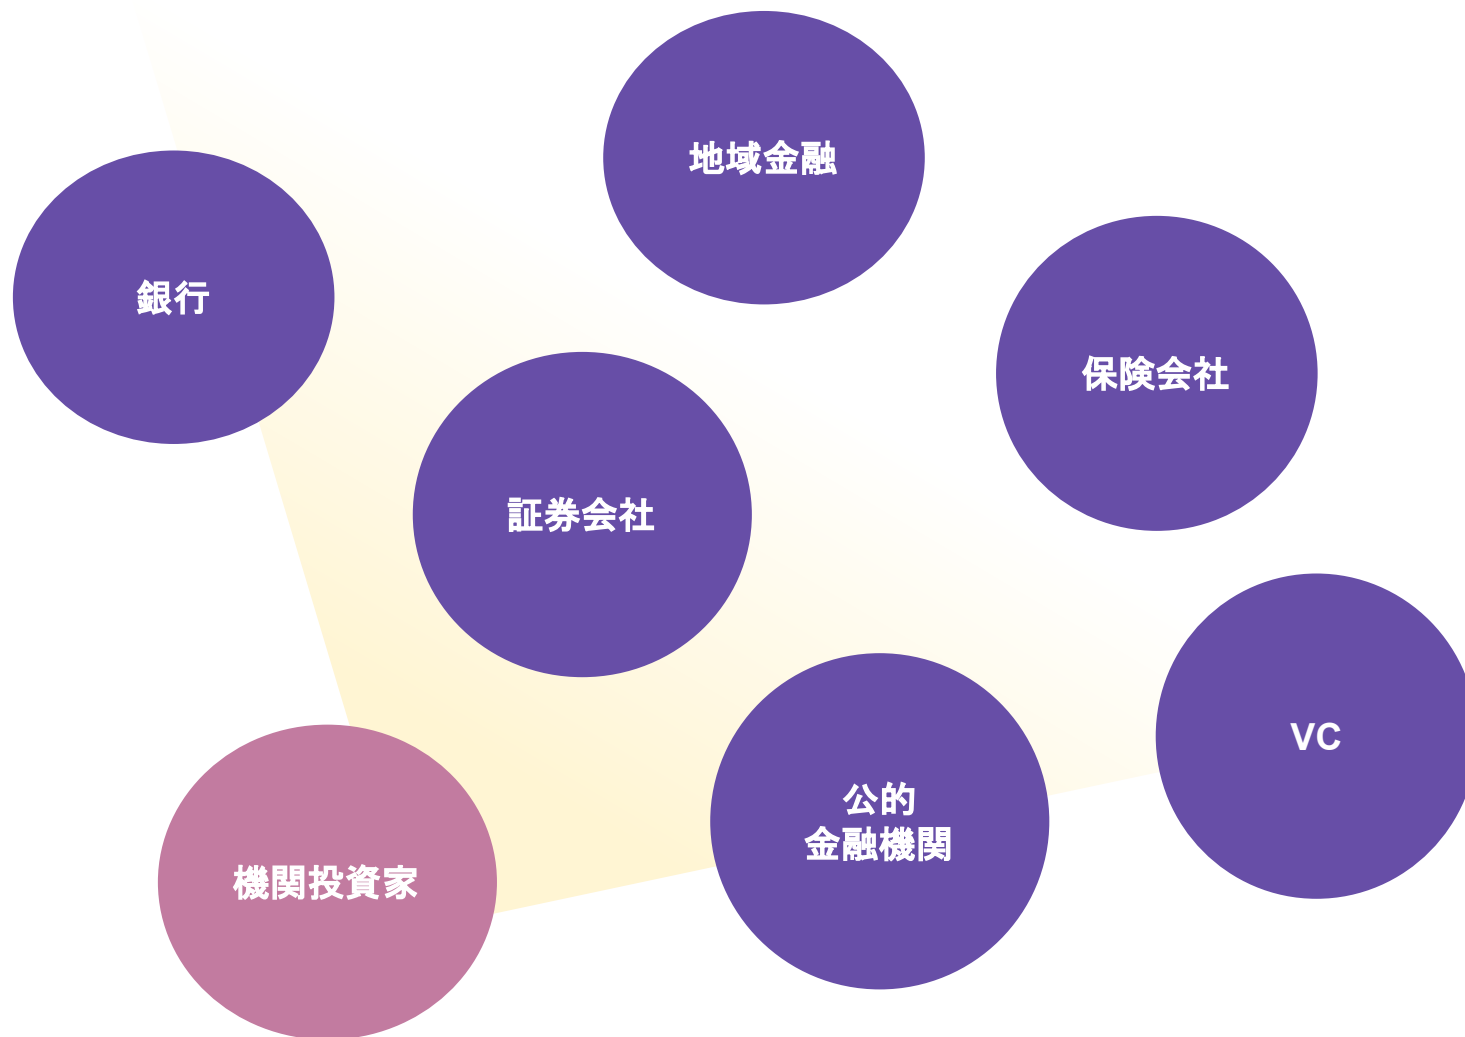 地域金融
銀行
保険会社
証券会社
VC
公的
金融機関
機関投資家